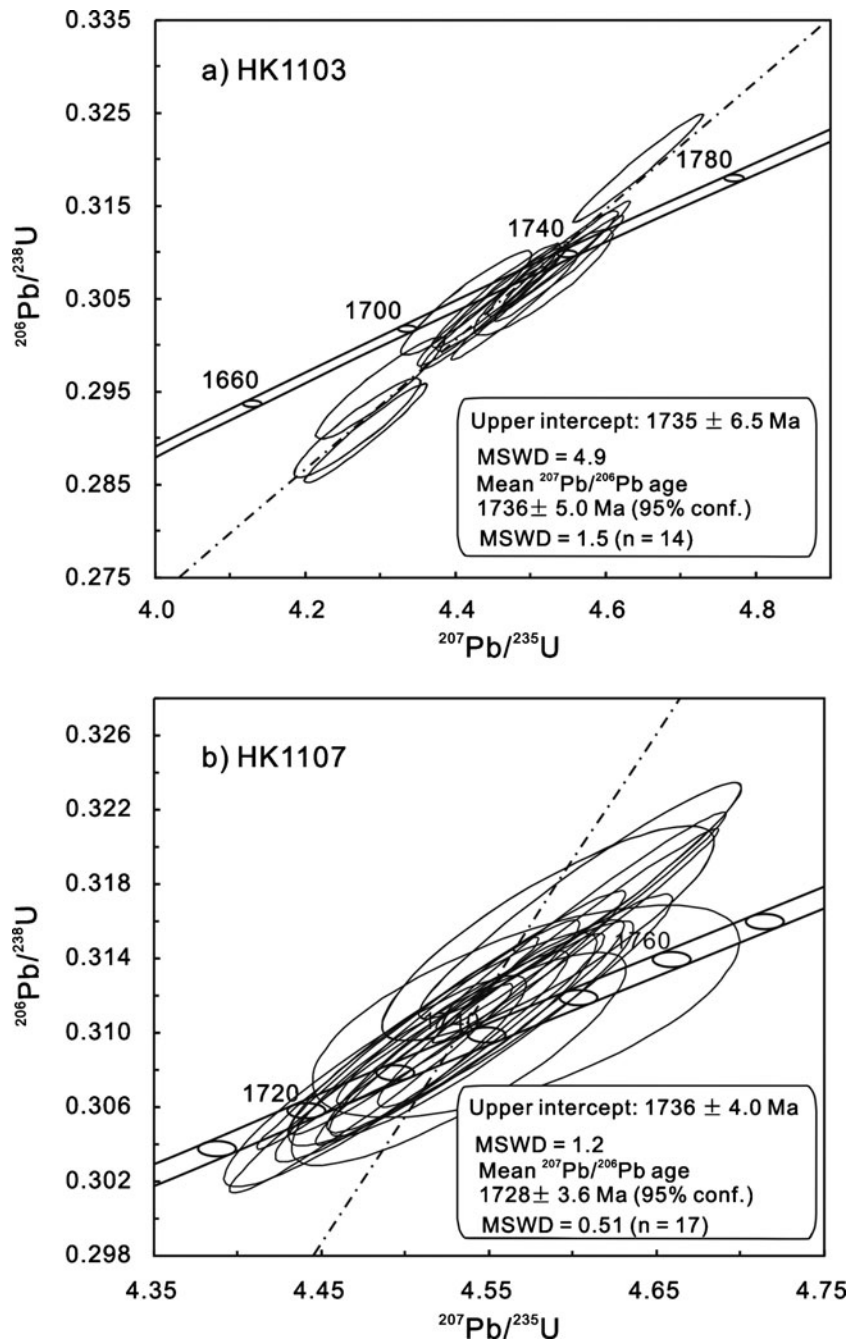 0.335
a) HK1103
0.325
1780
0.315
1740
0.305
1700
0.295
1660
0.285
0.275
Upper intercept: 1735 ± 6.5 Ma
MSWD = 4.9
Mean ²⁰⁷Pb/²⁰⁶Pb age
1736± 5.0 Ma (95% conf.)
MSWD = 1.5 (n = 14)
²⁰⁶Pb/²³⁸U
4.0 4.2 4.4 4.6 4.8
²⁰⁷Pb/²³⁵U
0.326
b) HK1107
0.322
0.318
0.314
1760
0.310
1740
0.306
1720
0.302
0.298
Upper intercept: 1736 ± 4.0 Ma
MSWD = 1.2
Mean ²⁰⁷Pb/²⁰⁶Pb age
1728± 3.6 Ma (95% conf.)
MSWD = 0.51 (n = 17)
²⁰⁶Pb/²³⁸U
4.35 4.45 4.55 4.65 4.75
²⁰⁷Pb/²³⁵U